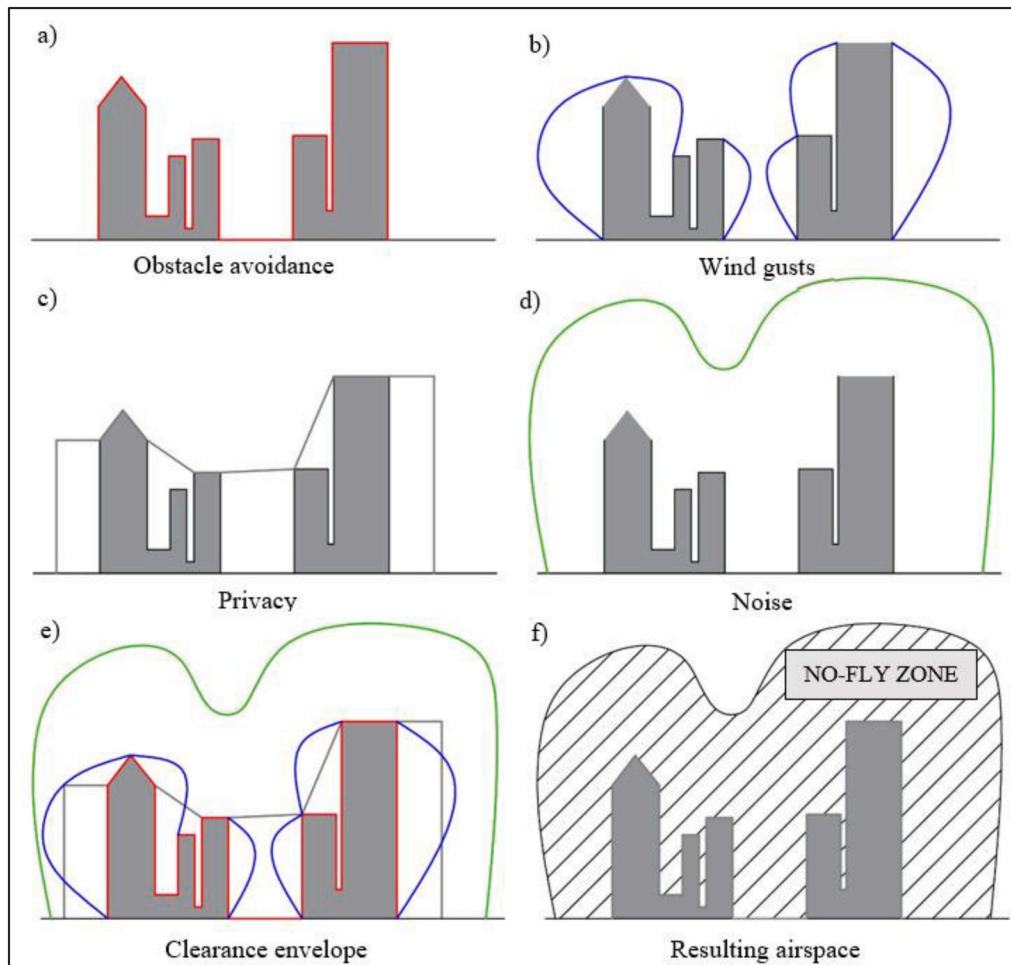 a)
Obstacle avoidance
b)
Wind gusts
c)
Privacy
d)
Noise
e)
Clearance envelope
f)
NO-FLY ZONE
Resulting airspace